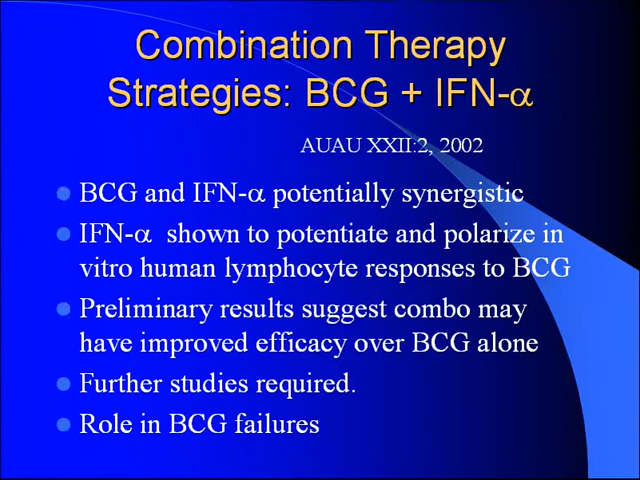 Combination Therapy
Strategies: BCG + IFN-α
AUAU XXII:2, 2002
BCG and IFN-α potentially synergistic
IFN-α shown to potentiate and polarize in
vitro human lymphocyte responses to BCG
Preliminary results suggest combo may
have improved efficacy over BCG alone
Further studies required.
Role in BCG failures